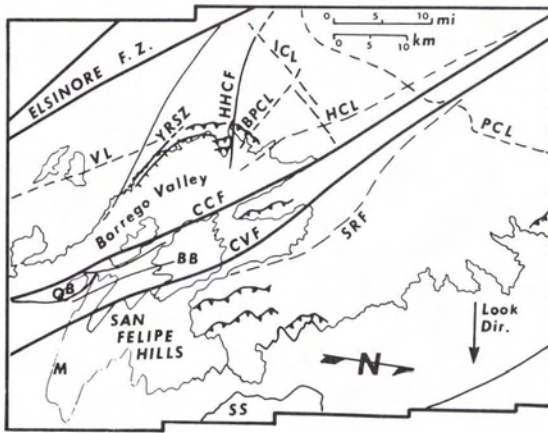 ELSINORE F. Z.
0 5 10
mi
0 5 10
km
ICL
HHCF
YRSZ
BPCL
HCL
PCL
VL
Borrego Valley
CCF
CVF
SRF
BB
OB
SAN
FELIPE
HILLS
M
Look
Dir.
N
SS